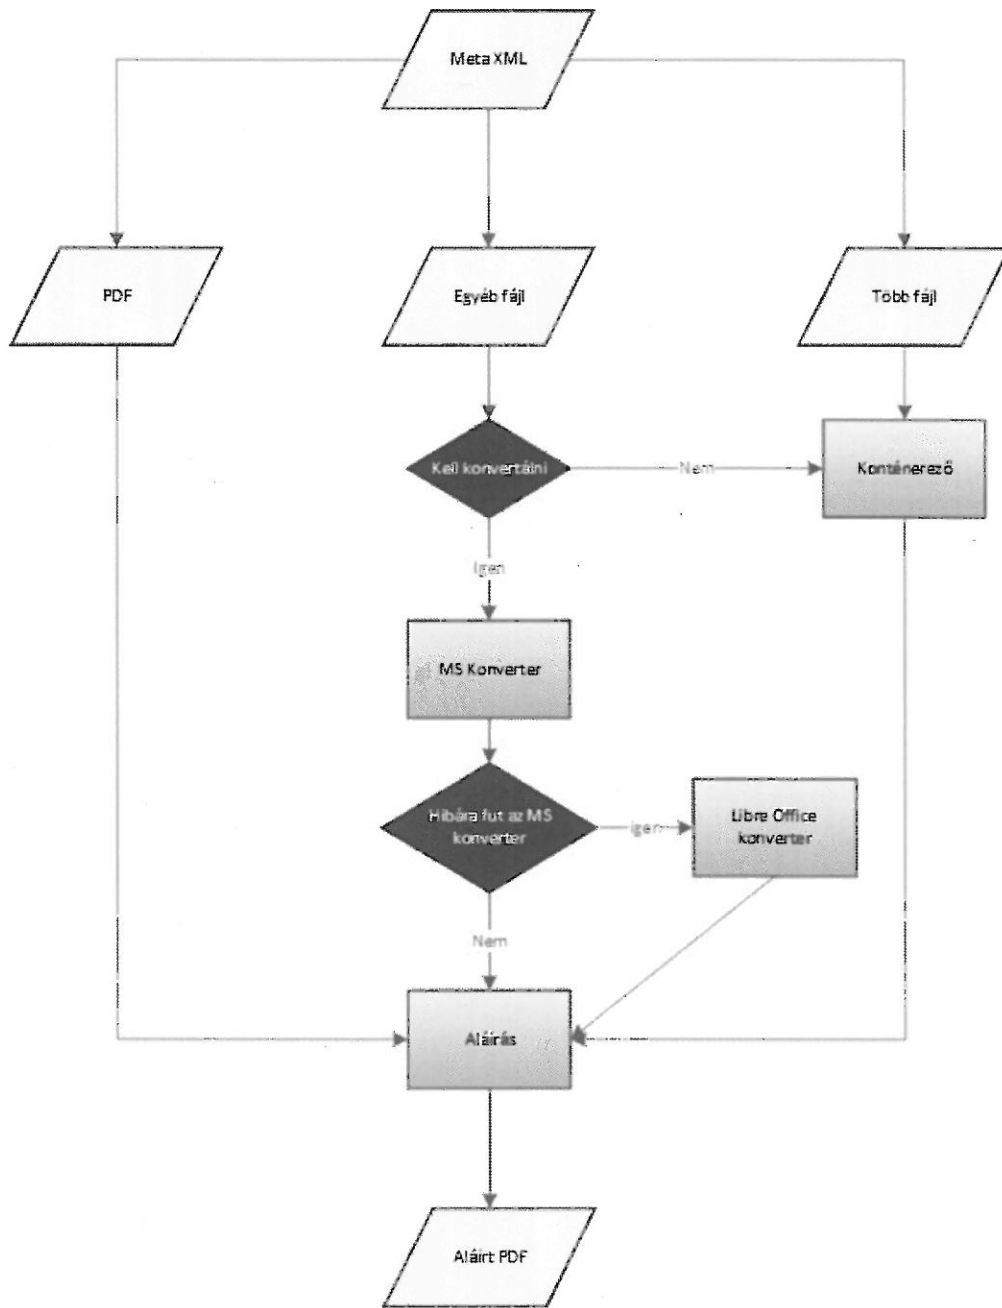 Meta XML
PDF
Egyéb fájl
Több fájl
Kell konvertálni
Nem
Konténerező
Igen
MS Konverter
Hibára fut az MS
konverter
Igen
Libre Office
konverter
Nem
Aláírás
Aláírt PDF